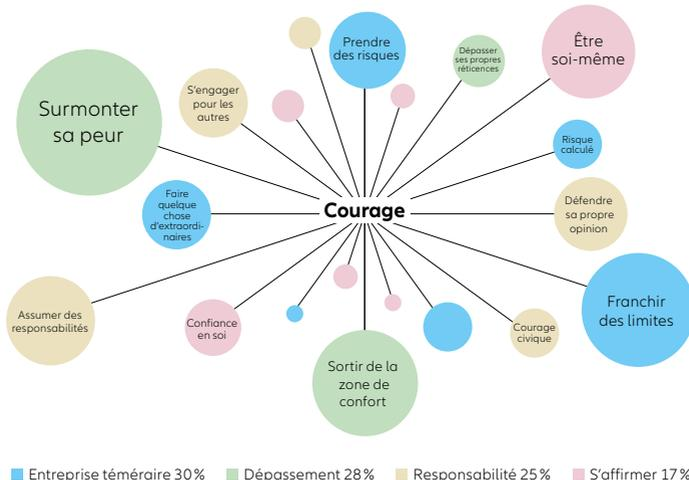 Prendre
des risques
Être
soi-même
Dépasser
ses propres
réticences
S'engager
pour les
autres
Surmonter
sa peur
Risque
calculé
Faire
quelque
chose
d'extraordi-
naires
Courage
Défendre
sa propre
opinion
Assumer des
responsabilités
Confiance
en soi
Franchir
des limites
Courage
civique
Sortir de la
zone de
confort
Entreprise téméraire 30 % Dépassement 28 % Responsabilité 25 % S'affirmer 17 %